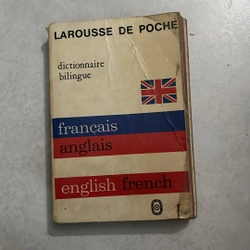 LAROUSSE DE POCHE
dictionnaire
bilingue
français
anglais
english french